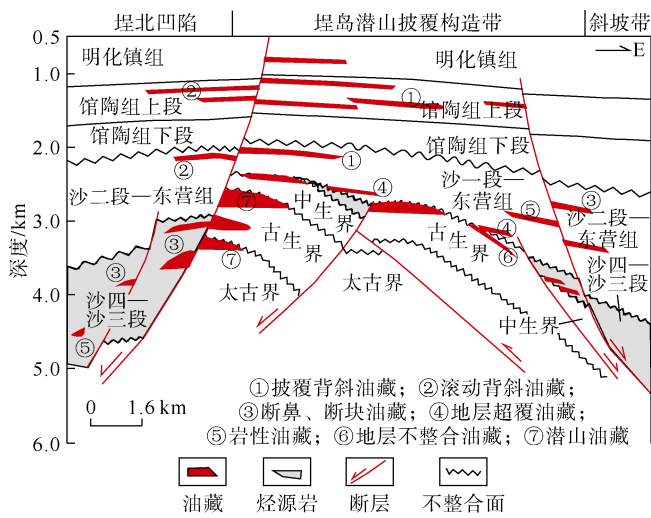 埕北凹陷
埕岛潜山披覆构造带
斜坡带
0.5
1.0
2.0
3.0
4.0
5.0
6.0
深度/km
E
明化镇组
明化镇组
②
①
馆陶组上段
馆陶组上段
馆陶组下段
馆陶组下段
①
②
沙一段—
东营组
沙二段—东营组
⑦
中生界
④
③
⑤
沙二段—
东营组
③
古生界
古生界
④
⑥
⑦
③
太古界
太古界
沙四—
沙三段
沙四—
沙三段
中生界
⑤
0 1.6 km
①披覆背斜油藏；②滚动背斜油藏；
③断鼻、断块油藏；④地层超覆油藏；
⑤岩性油藏；⑥地层不整合油藏；⑦潜山油藏
油藏
烃源岩
断层
不整合面